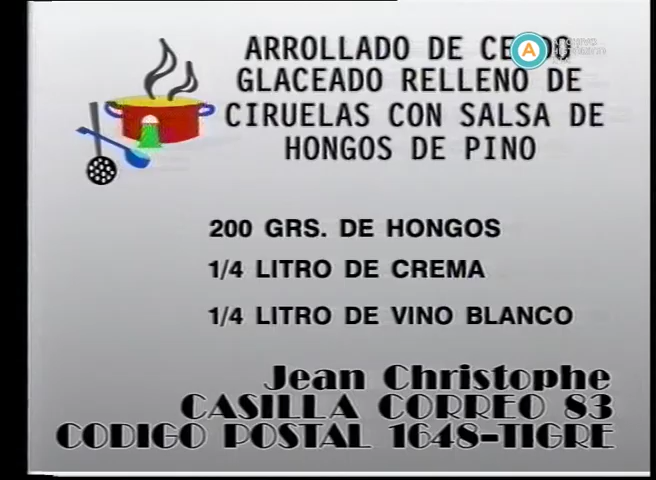 ARROLLADO DE CERDO
GLACEADO RELLENO DE
CIRUELAS CON SALSA DE
HONGOS DE PINO
200 GRS. DE HONGOS
1/4 LITRO DE CREMA
1/4 LITRO DE VINO BLANCO
Jean Christophe
CASILLA CORREO 83
CODIGO POSTAL 1648-TIGRE